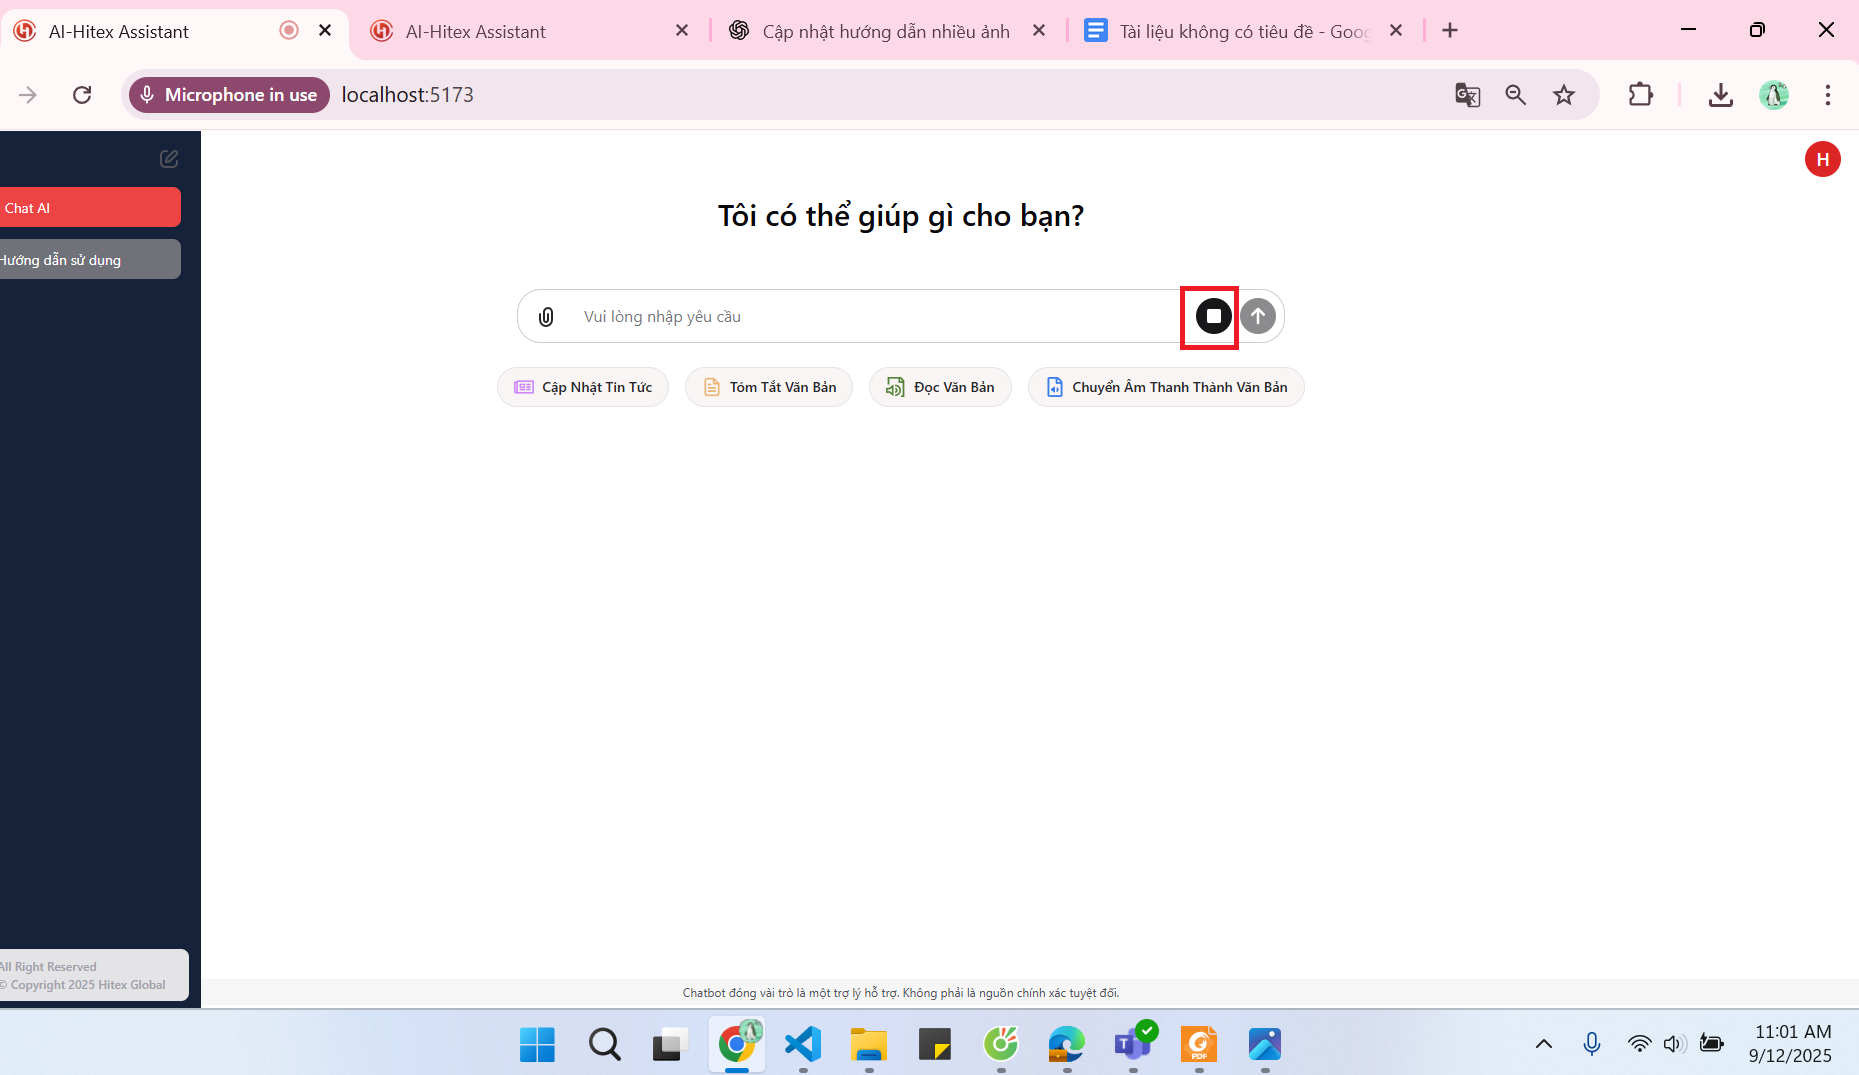 AI-Hitex Assistant
AI-Hitex Assistant
Cập nhật hướng dẫn nhiều ảnh
Tài liệu không có tiêu đề - Goog
Microphone in use
localhost:5173
H
Chat AI
Hướng dẫn sử dụng
Tôi có thể giúp gì cho bạn?
Vui lòng nhập yêu cầu
Cập Nhật Tin Tức
Tóm Tắt Văn Bản
Đọc Văn Bản
Chuyển Âm Thanh Thành Văn Bản
All Right Reserved
© Copyright 2025 Hitex Global
Chatbot đóng vài trò là một trợ lý hỗ trợ. Không phải là nguồn chính xác tuyệt đối.
PDF
11:01 AM
9/12/2025